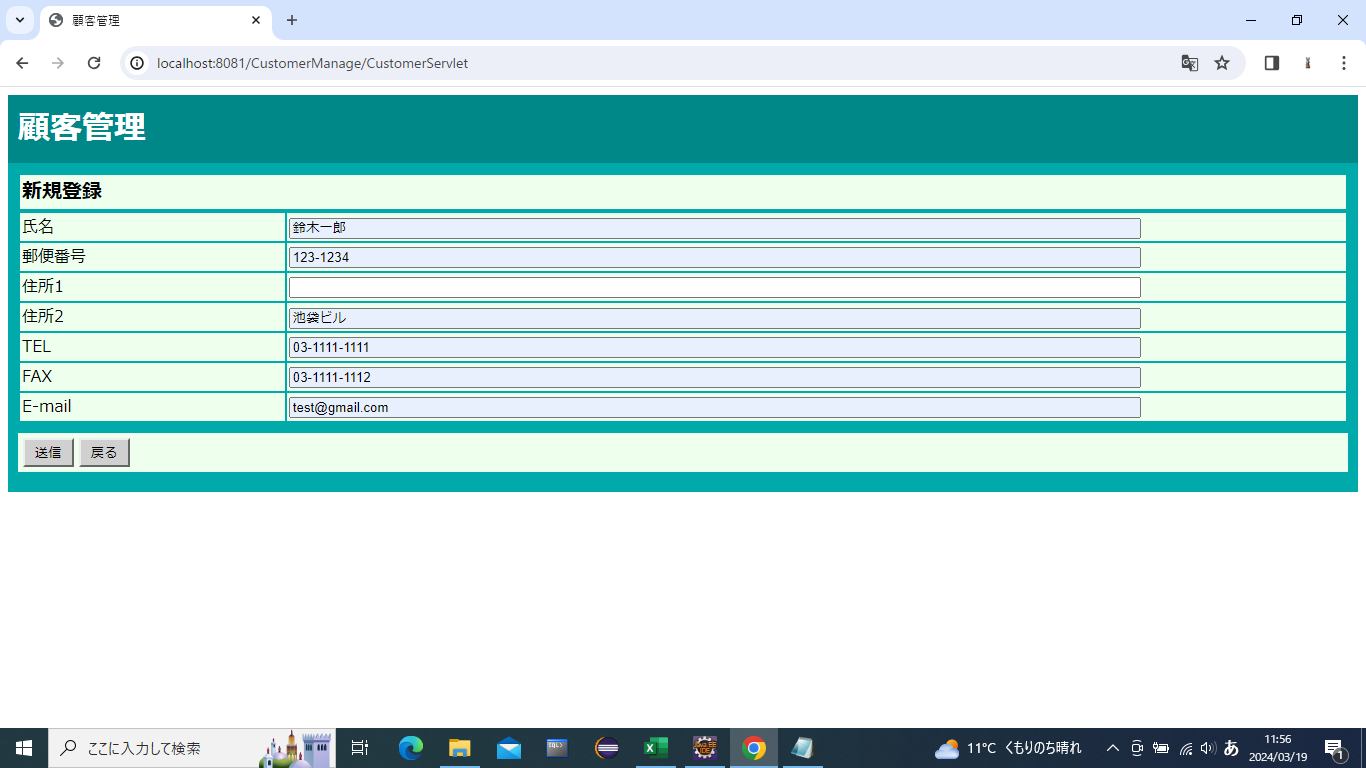 顧客管理
localhost:8081/CustomerManage/CustomerServlet
顧客管理
新規登録
氏名 鈴木一郎
郵便番号 123-1234
住所1
住所2 池袋ビル
TEL 03-1111-1111
FAX 03-1111-1112
E-mail test@gmail.com
送信 戻る
ここに入力して検索
11°C くもりのち晴れ
あ
11:56
2024/03/19
1